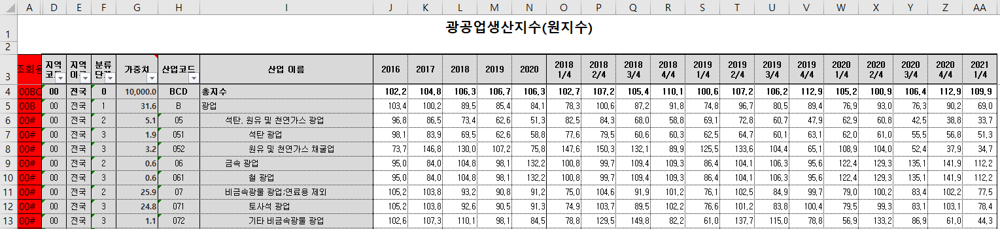 A D E F G H I J K L M N O P Q R S T U V W X Y Z AA
1 광공업생산지수(원지수)
2
3 조회용 지역 코드 지역 이름 분류 단계 가중치 산업코드 산업 이름 2016 2017 2018 2019 2020 2018 1/4 2018 2/4 2018 3/4 2018 4/4 2019 1/4 2019 2/4 2019 3/4 2019 4/4 2020 1/4 2020 2/4 2020 3/4 2020 4/4 2021 1/4
4 00BC 00 전국 0 10,000.0 BCD 총지수 102.2 104.8 106.3 106.7 106.3 102.7 107.2 105.4 110.1 100.6 107.2 106.2 112.9 105.2 100.9 106.4 112.9 109.9
5 00B 00 전국 1 31.6 B 광업 103.4 100.2 89.5 85.4 84.1 78.3 100.6 87.2 91.8 74.8 96.7 80.5 89.4 76.9 93.0 76.3 90.2 69.0
6 00# 00 전국 2 5.1 05 석탄, 원유 및 천연가스 광업 96.8 86.5 73.4 62.6 51.3 82.5 84.3 68.0 58.8 69.1 72.8 60.7 47.9 62.9 60.8 42.5 38.8 33.7
7 00# 00 전국 3 1.9 051 석탄 광업 98.1 83.9 69.5 62.6 58.8 77.6 79.5 60.6 60.3 62.5 64.7 60.1 63.1 62.0 61.0 55.5 56.8 51.3
8 00# 00 전국 3 3.2 052 원유 및 천연가스 채굴업 73.7 146.8 130.0 107.2 75.8 147.6 150.3 132.1 89.9 125.5 133.6 104.4 65.1 108.9 104.0 52.4 37.9 34.7
9 00# 00 전국 2 0.6 06 금속 광업 95.0 84.0 104.8 98.1 132.2 100.8 99.7 109.4 109.3 86.4 104.1 106.3 95.6 122.4 129.3 135.1 141.9 112.2
10 00# 00 전국 3 0.6 061 철 광업 95.0 84.0 104.8 98.1 132.2 100.8 99.7 109.4 109.3 86.4 104.1 106.3 95.6 122.4 129.3 135.1 141.9 112.2
11 00# 00 전국 2 25.9 07 비금속광물 광업;연료용 제외 105.2 103.8 93.2 90.8 91.2 75.0 104.6 91.9 101.2 76.1 102.5 84.9 99.7 79.0 100.2 83.4 102.2 77.5
12 00# 00 전국 3 24.8 071 토사석 광업 105.2 103.8 92.6 90.5 91.3 74.9 103.7 89.5 102.2 76.6 101.2 83.8 100.4 79.5 99.3 83.1 103.1 78.4
13 00# 00 전국 3 1.1 072 기타 비금속광물 광업 102.6 107.3 110.1 98.1 84.5 78.8 129.5 149.8 82.2 61.0 137.7 115.0 78.8 56.9 133.2 86.9 61.0 44.3